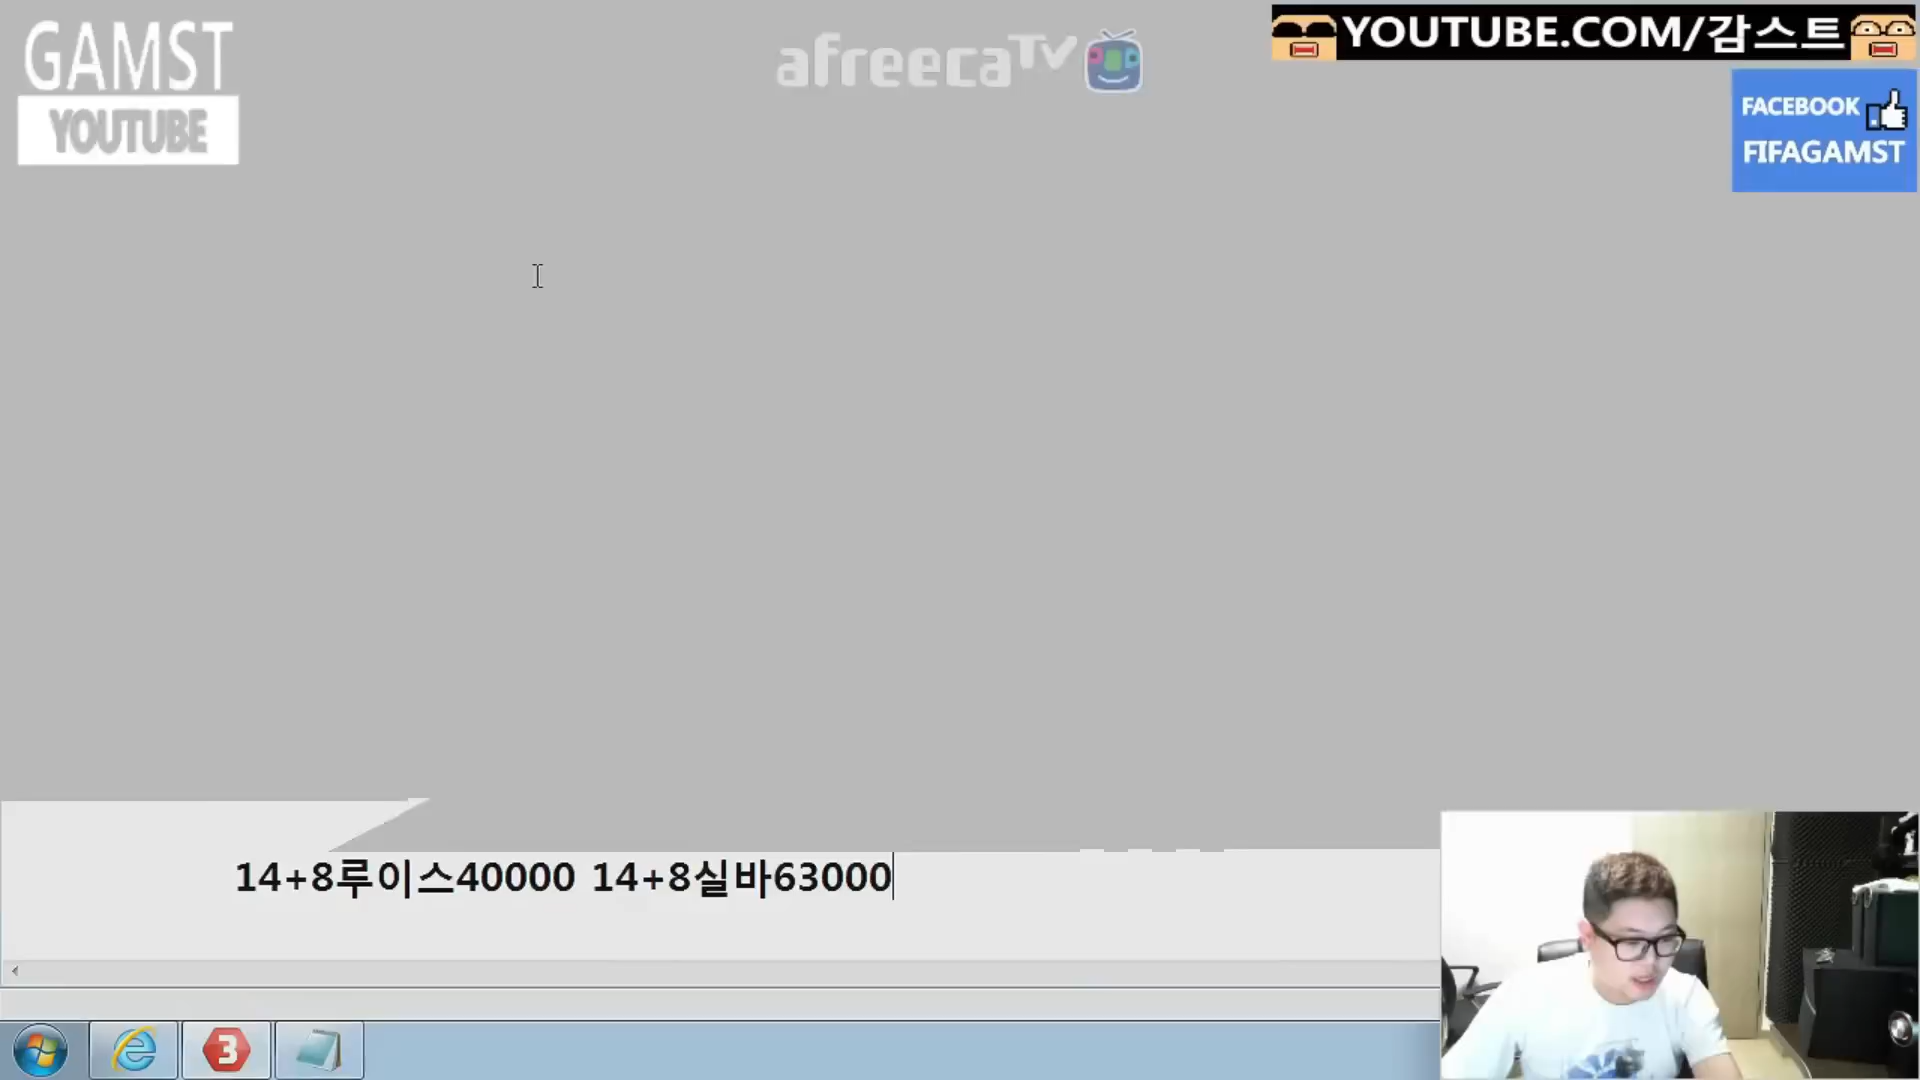 GAMST
YOUTUBE
afreecaTV
YOUTUBE.COM/감스트
FACEBOOK
FIFAGAMST
14+8루이스40000 14+8실바63000
3